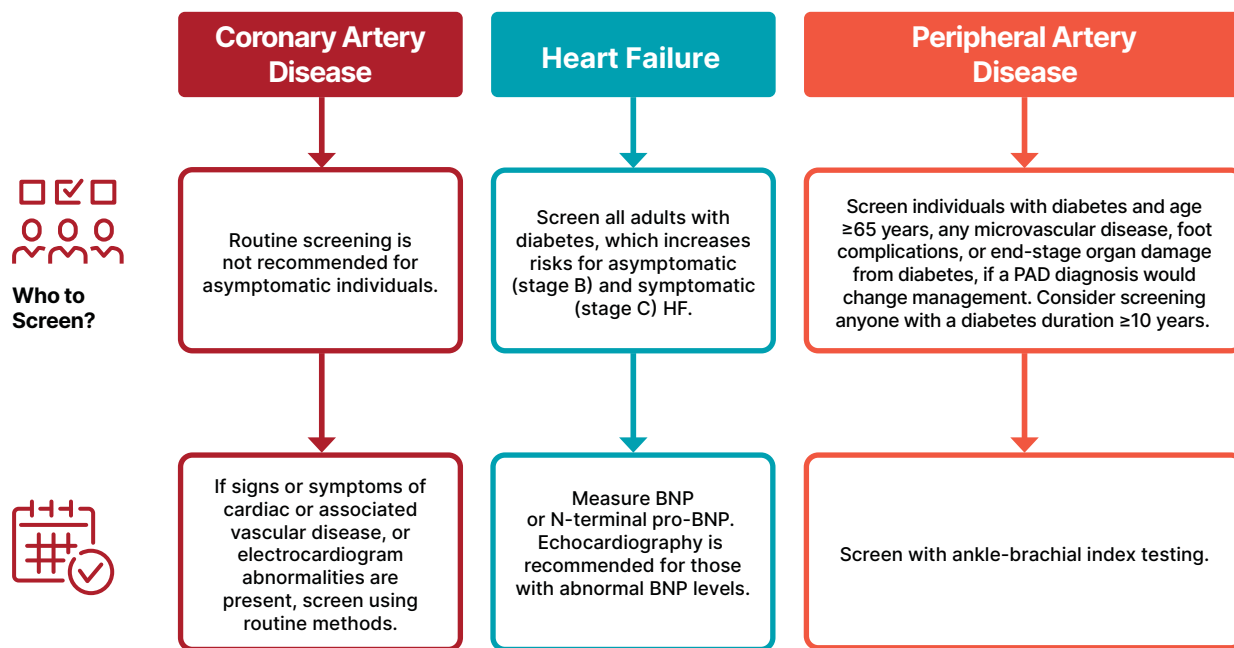 Coronary Artery
Disease
Heart Failure
Peripheral Artery
Disease
Who to
Screen?
Routine screening is
not recommended for
asymptomatic individuals.
Screen all adults with
diabetes, which increases
risks for asymptomatic
(stage B) and symptomatic
(stage C) HF.
Screen individuals with diabetes and age
≥65 years, any microvascular disease, foot
complications, or end-stage organ damage
from diabetes, if a PAD diagnosis would
change management. Consider screening
anyone with a diabetes duration ≥10 years.
If signs or symptoms of
cardiac or associated
vascular disease, or
electrocardiogram
abnormalities are
present, screen using
routine methods.
Measure BNP
or N-terminal pro-BNP.
Echocardiography is
recommended for those
with abnormal BNP levels.
Screen with ankle-brachial index testing.